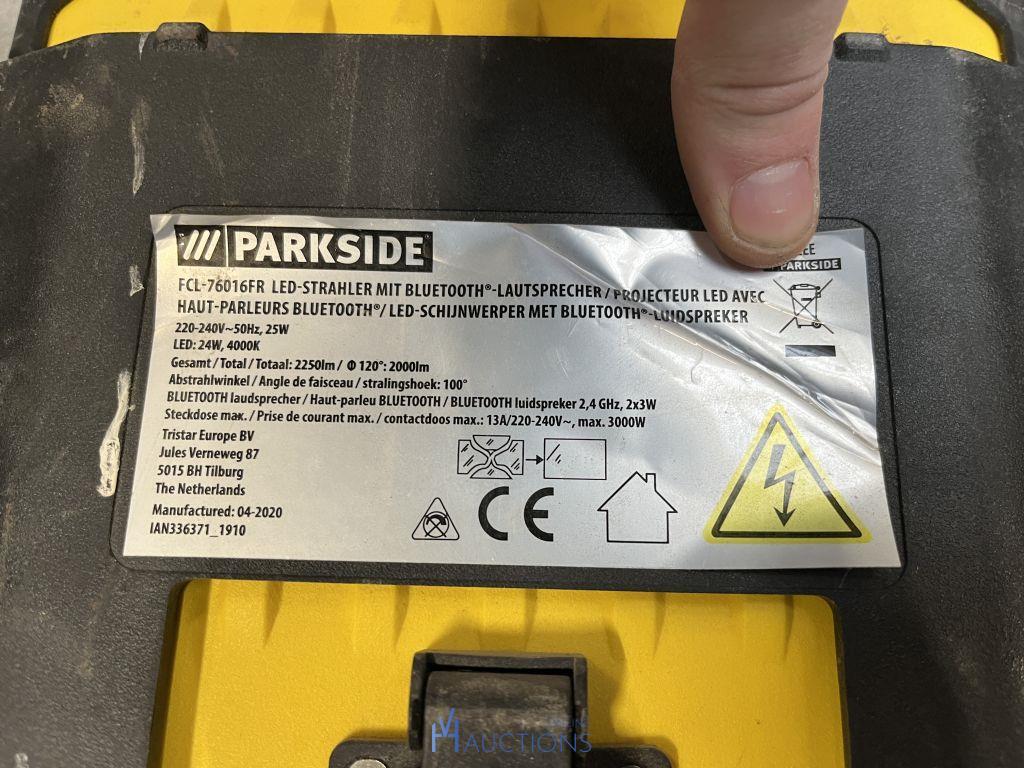 PARKSIDE
PARKSIDE
FCL-76016FR LED-STRAHLER MIT BLUETOOTH®-LAUTSPRECHER / PROJECTEUR LED AVEC
HAUT-PARLEURS BLUETOOTH®/ LED-SCHIJNWERPER MET BLUETOOTH®-LUIDSPREKER
220-240V~50Hz, 25W
LED: 24W, 4000K
Gesamt / Total / Totaal: 2250lm / Φ 120°: 2000lm
Abstrahlwinkel / Angle de faisceau / stralingshoek: 100°
BLUETOOTH laudsprecher / Haut-parleu BLUETOOTH / BLUETOOTH luidspreker 2,4 GHz, 2x3W
Steckdose max. / Prise de courant max. / contactdoos max.: 13A/220-240V~, max. 3000W
Tristar Europe BV
Jules Verneweg 87
5015 BH Tilburg
The Netherlands
Manufactured: 04-2020
IAN336371_1910
CE
AUCTIONS